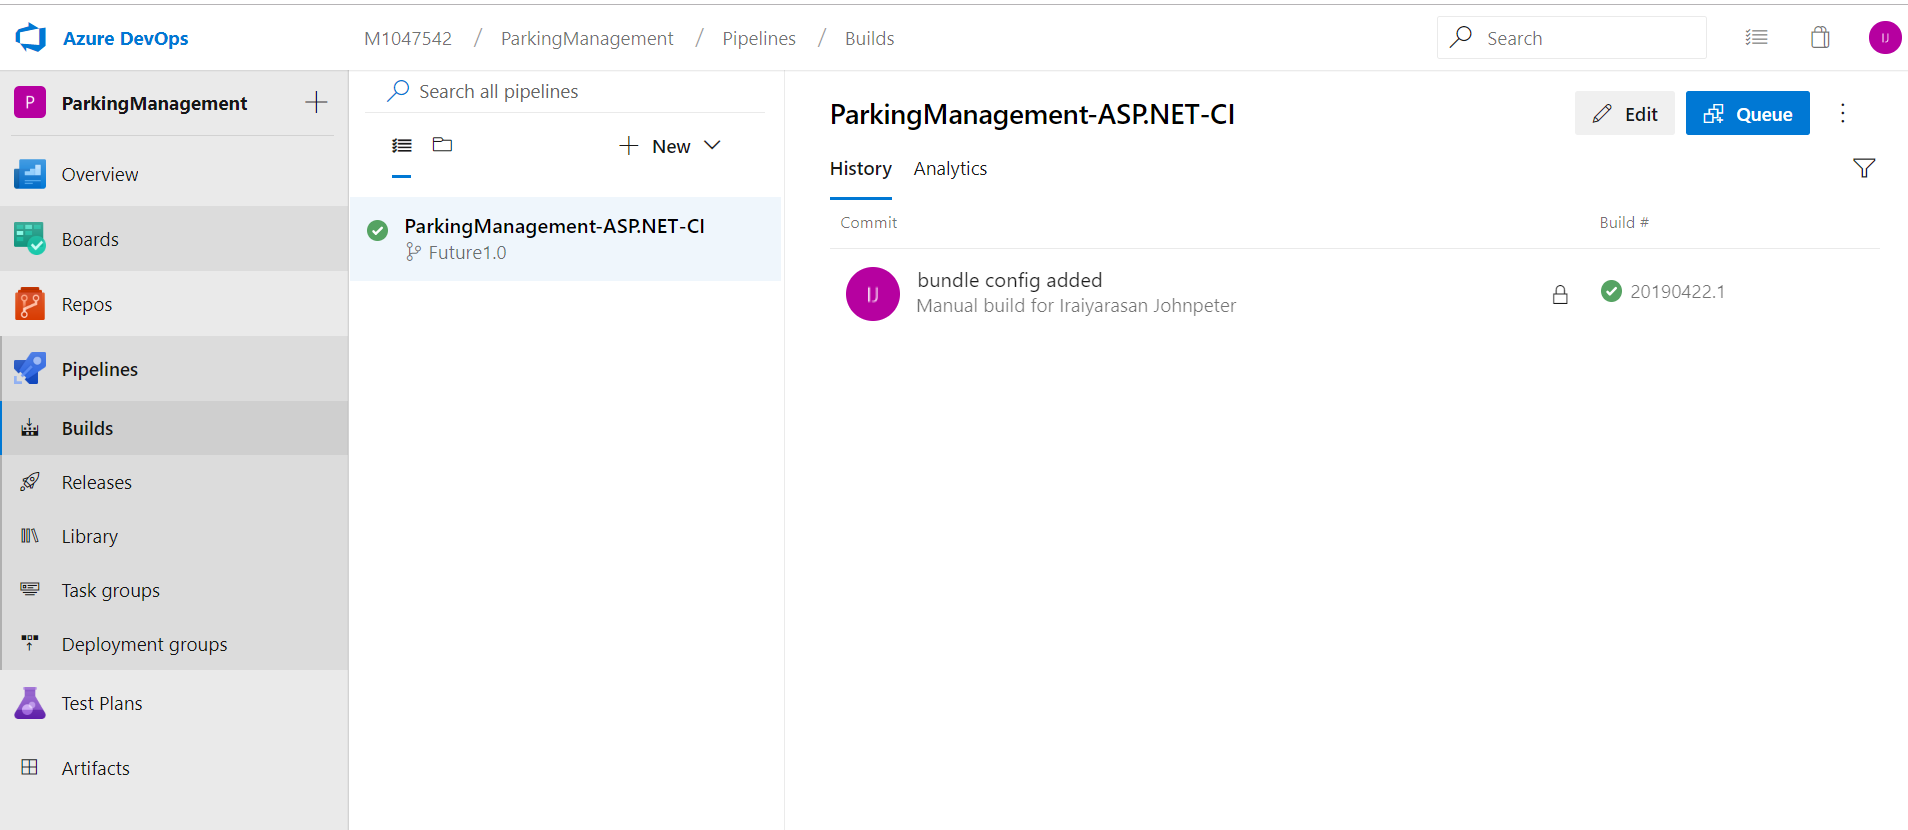 Azure DevOps
M1047542 / ParkingManagement / Pipelines / Builds
Search
IJ
P
ParkingManagement
Overview
Boards
Repos
Pipelines
Builds
Releases
Library
Task groups
Deployment groups
Test Plans
Artifacts
Search all pipelines
New
ParkingManagement-ASP.NET-CI
Future1.0
ParkingManagement-ASP.NET-CI
Edit
Queue
History Analytics
Commit Build #
IJ
bundle config added
Manual build for Iraiyarasan Johnpeter
20190422.1